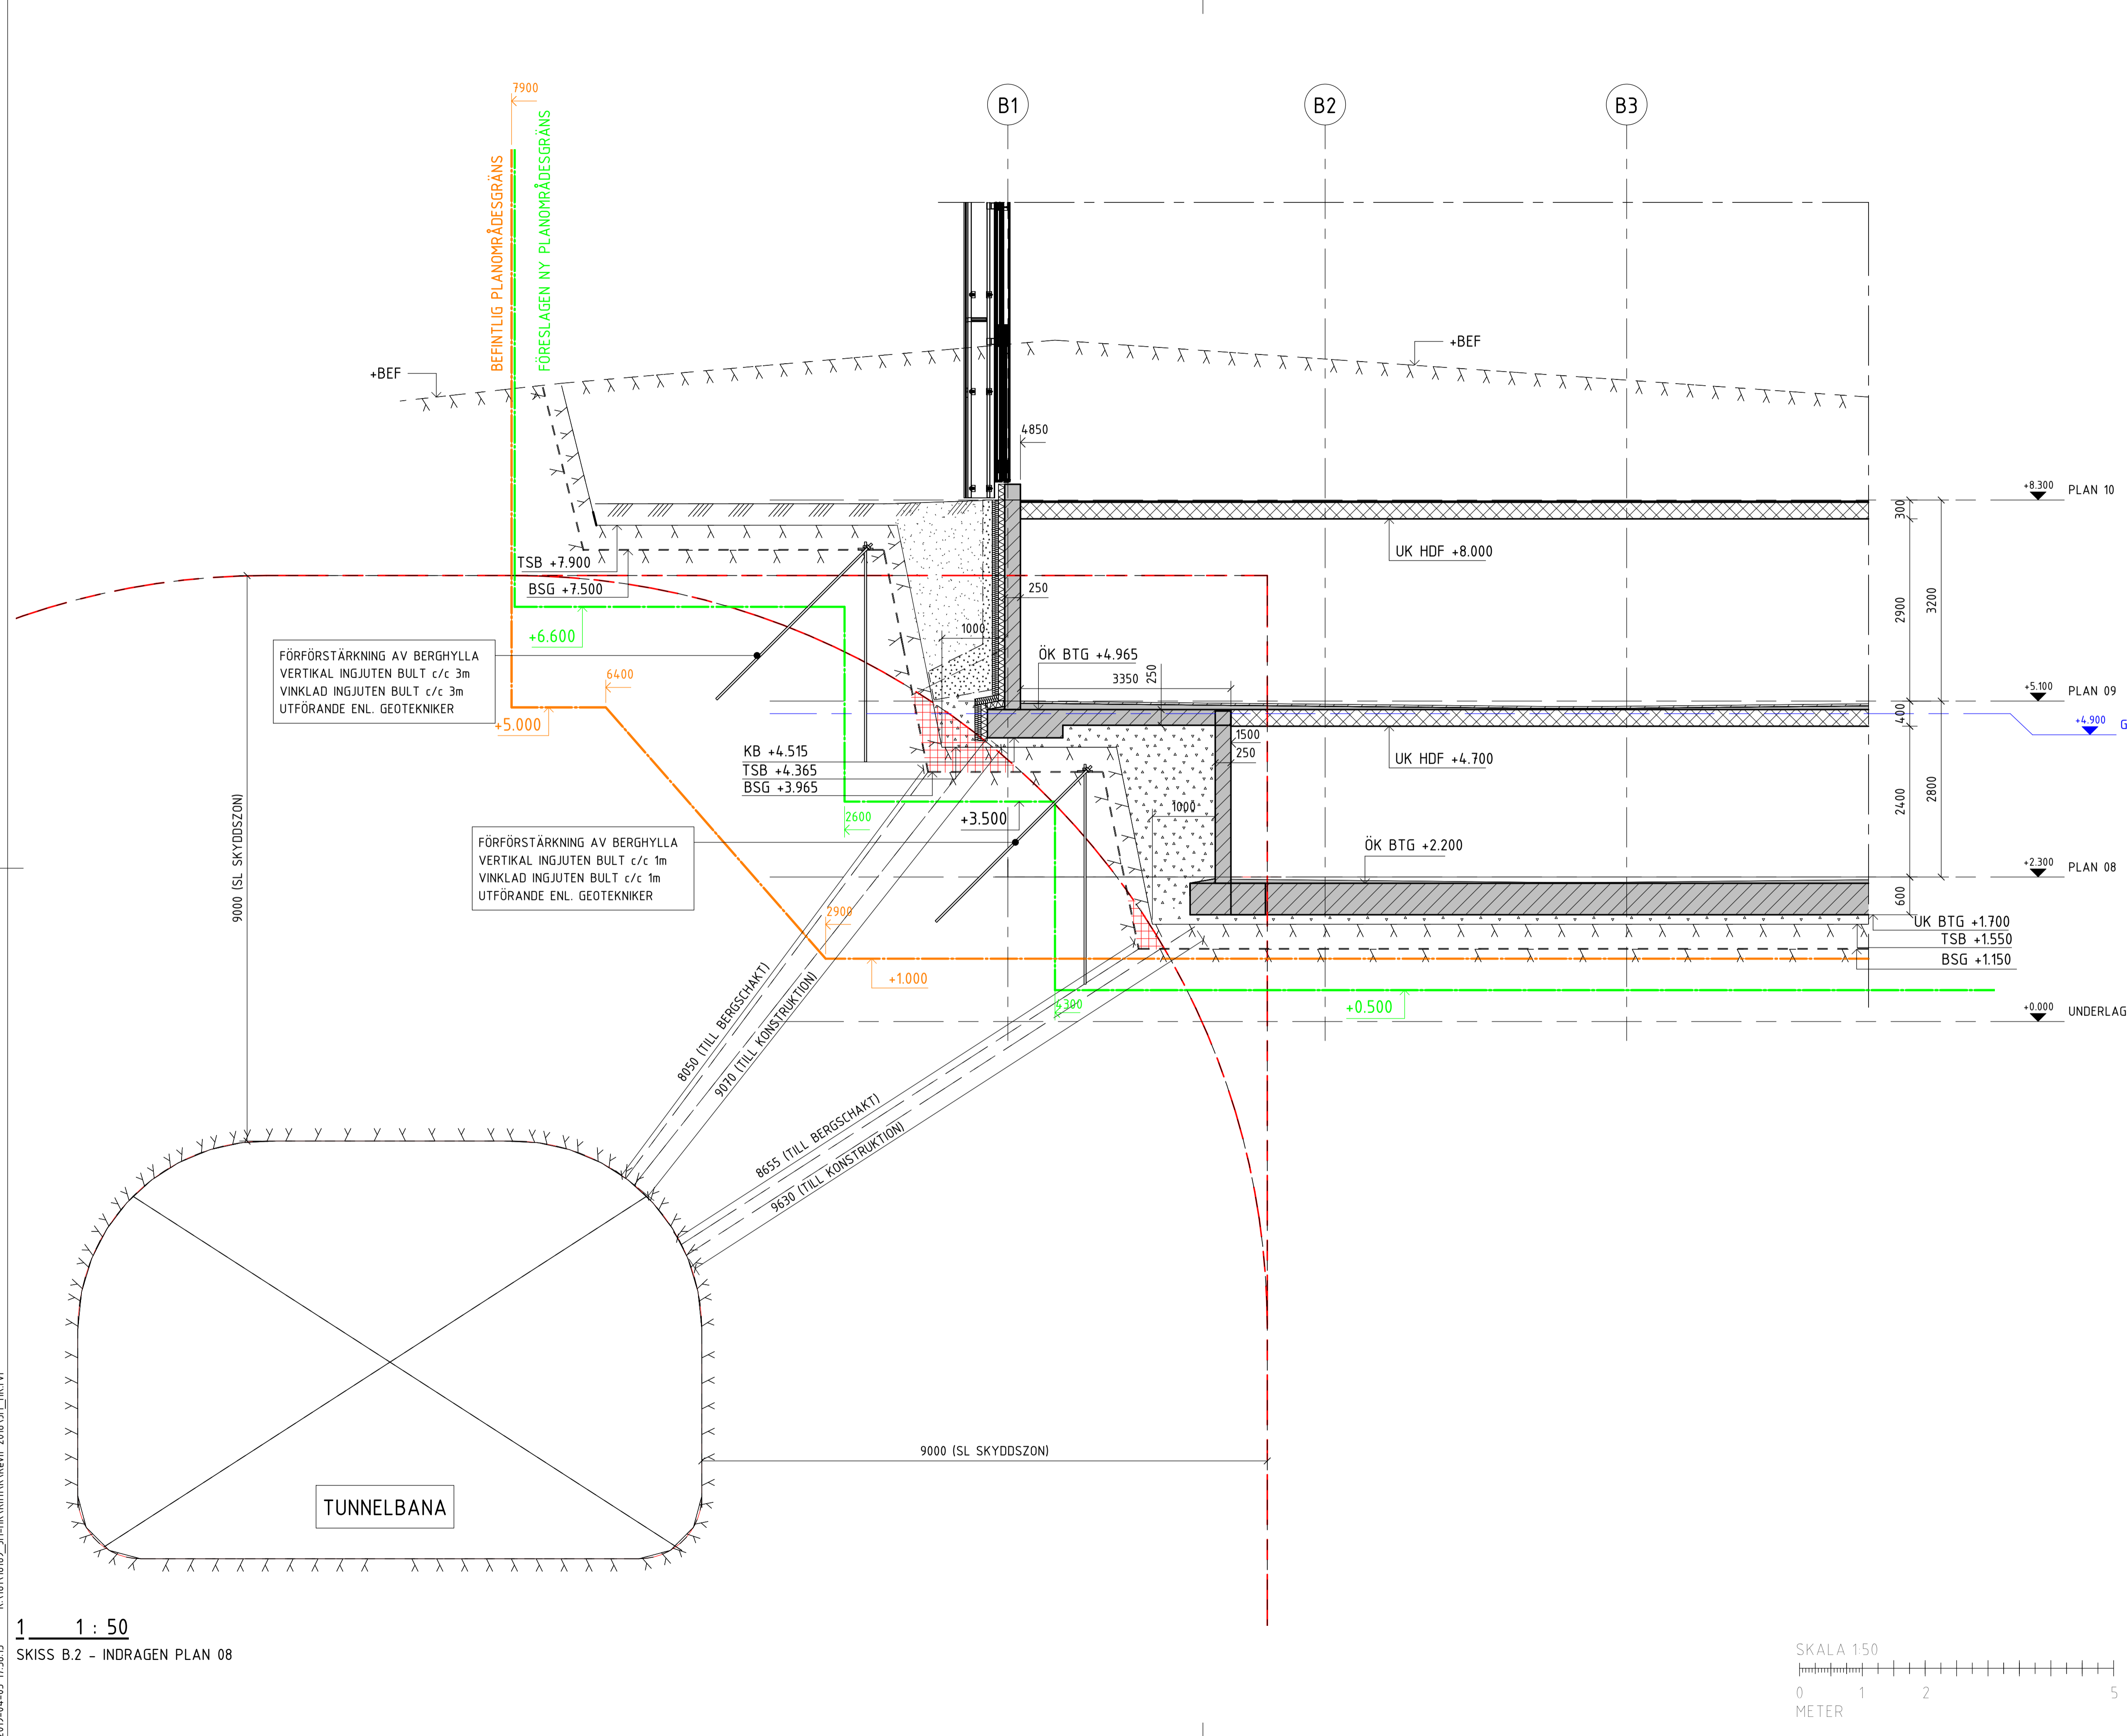 7900
BEFINTLIG PLANOMRÅDESGRÄNS
FÖRESLAGEN NY PLANOMRÅDESGRÄNS
B1
B2
B3
+BEF
+BEF
4850
+8.300 PLAN 10
300
UK HDF +8.000
TSB +7.900
BSG +7.500
250
2900
3200
+6.600
1000
FÖRFÖRSTÄRKNING AV BERGHYLLA
VERTIKAL INGJUTEN BULT c/c 3m
VINKLAD INGJUTEN BULT c/c 3m
UTFÖRANDE ENL. GEOTEKNIKER
6400
+5.000
ÖK BTG +4.965
3350
250
+5.100 PLAN 09
400
+4.900 G
1500
250
UK HDF +4.700
KB +4.515
TSB +4.365
BSG +3.965
2400
2800
2600
+3.500
1000
FÖRFÖRSTÄRKNING AV BERGHYLLA
VERTIKAL INGJUTEN BULT c/c 1m
VINKLAD INGJUTEN BULT c/c 1m
UTFÖRANDE ENL. GEOTEKNIKER
ÖK BTG +2.200
+2.300 PLAN 08
600
2900
UK BTG +1.700
TSB +1.550
BSG +1.150
+1.000
4300
+0.500
+0.000 UNDERLAG
9000 (SL SKYDDSZON)
8050 (TILL BERGSCHAKT)
9070 (TILL KONSTRUKTION)
8655 (TILL BERGSCHAKT)
9630 (TILL KONSTRUKTION)
9000 (SL SKYDDSZON)
TUNNELBANA
1 1 : 50
SKISS B.2 - INDRAGEN PLAN 08
SKALA 1:50
0 1 2 5
METER